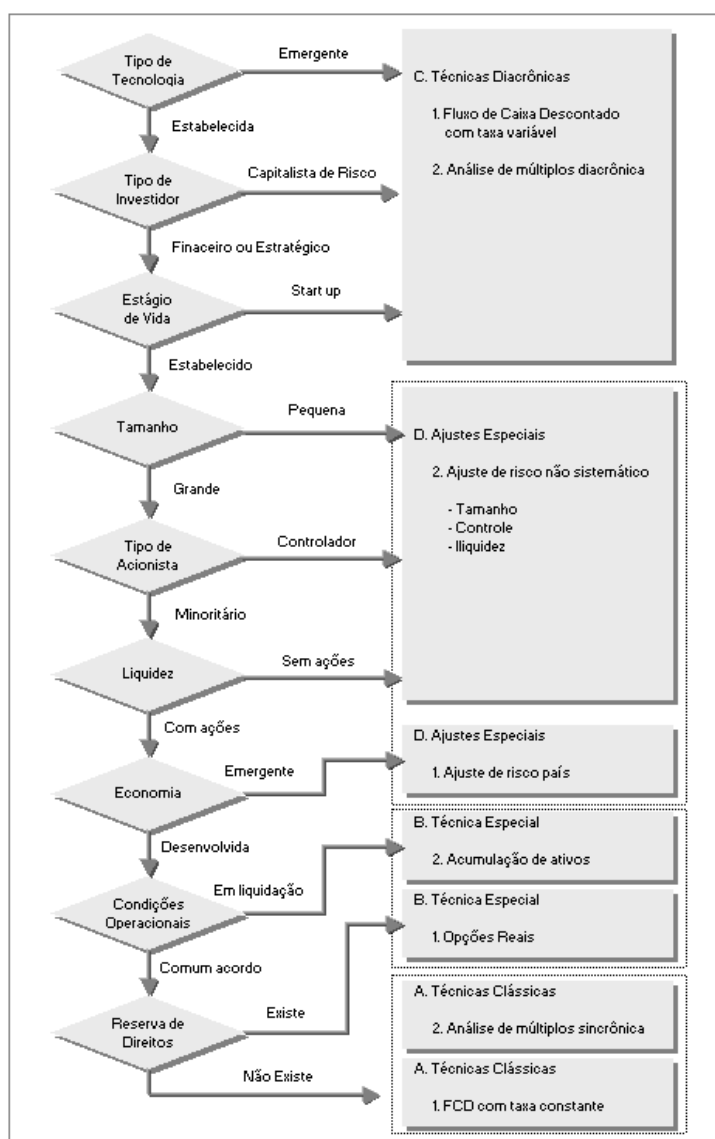 Tipo de
Tecnologia
Emergente
C. Técnicas Diacrônicas
1. Fluxo de Caixa Descontado
com taxa variável
2. Análise de múltiplos diacrônica
Estabelecida
Tipo de
Investidor
Capitalista de Risco
Finaceiro ou Estratégico
Estágio
de Vida
Start up
Estabelecido
Tamanho
Pequena
D. Ajustes Especiais
2. Ajuste de risco não sistemático
- Tamanho
- Controle
- Iliquidez
Grande
Tipo de
Acionista
Controlador
Minoritário
Liquidez
Sem ações
Com ações
Economia
Emergente
D. Ajustes Especiais
1. Ajuste de risco país
Desenvolvida
Condições
Operacionais
Em liquidação
B. Técnica Especial
2. Acumulação de ativos
B. Técnica Especial
1. Opções Reais
Comum acordo
Reserva de
Direitos
Existe
A. Técnicas Clássicas
2. Análise de múltiplos sincrônica
Não Existe
A. Técnicas Clássicas
1. FCD com taxa constante